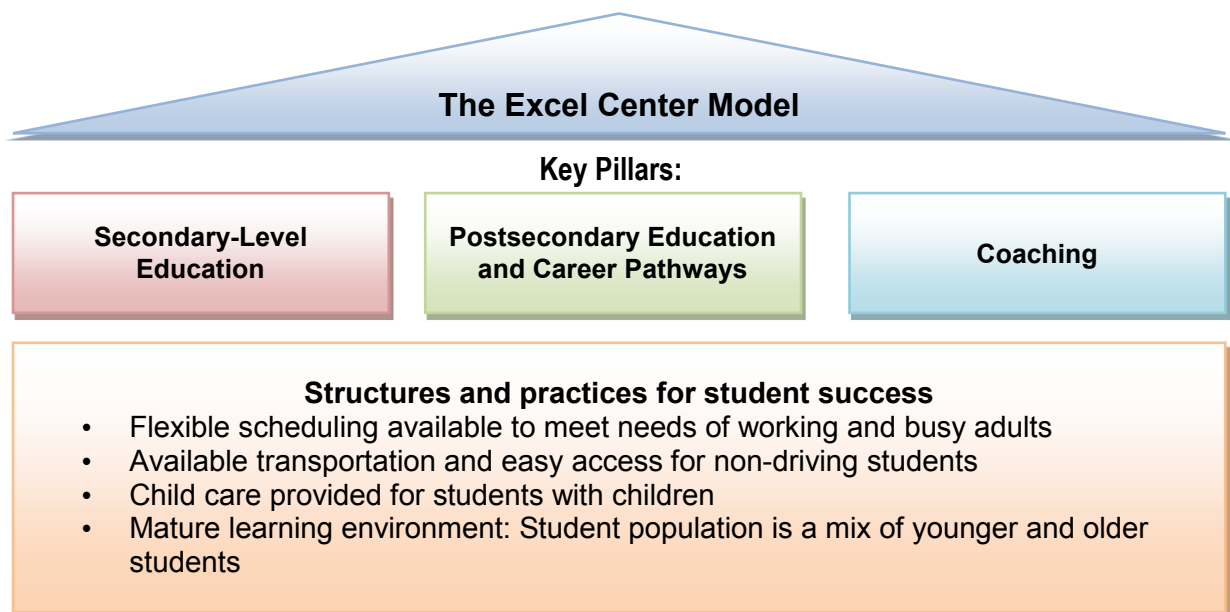 The Excel Center Model
Key Pillars:
Secondary-Level
Education
Postsecondary Education
and Career Pathways
Coaching
Structures and practices for student success
• Flexible scheduling available to meet needs of working and busy adults
• Available transportation and easy access for non-driving students
• Child care provided for students with children
• Mature learning environment: Student population is a mix of younger and older
students